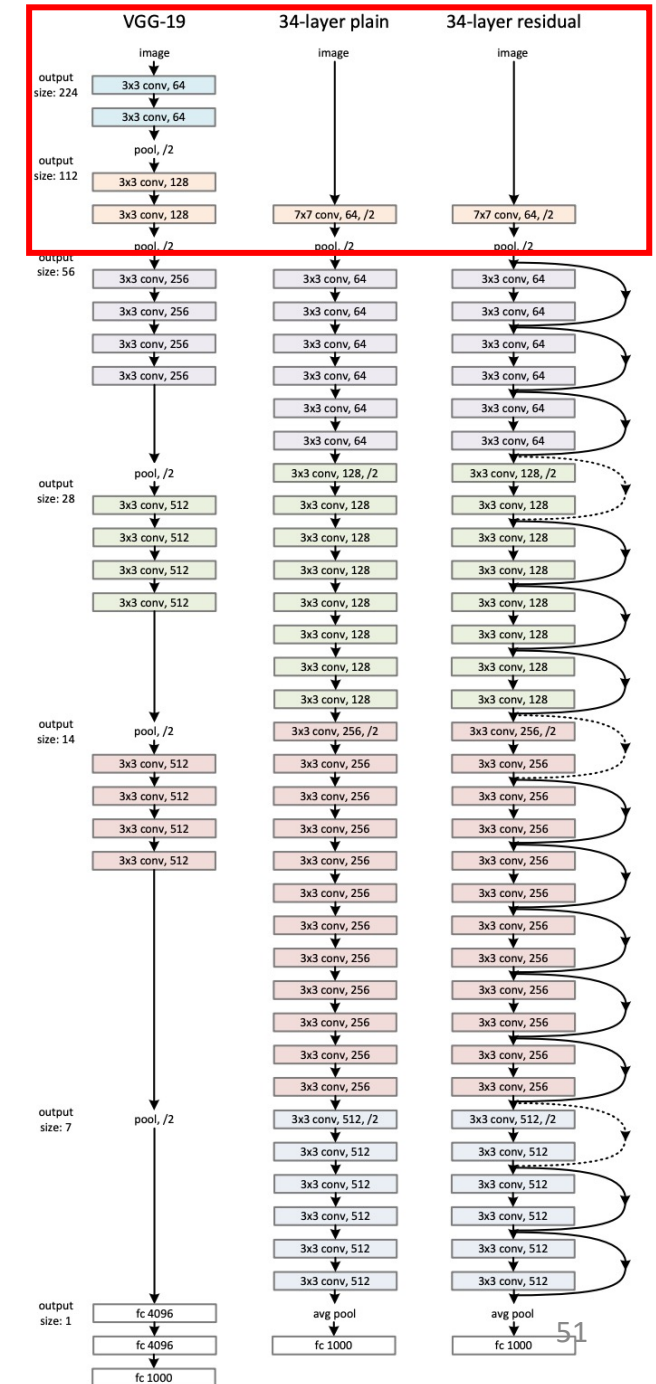 VGG-19
image
output
size: 224
3x3 conv, 64
3x3 conv, 64
pool, /2
output
size: 112
3x3 conv, 128
3x3 conv, 128
pool, /2
output
size: 56
3x3 conv, 256
3x3 conv, 256
3x3 conv, 256
3x3 conv, 256
pool, /2
output
size: 28
3x3 conv, 512
3x3 conv, 512
3x3 conv, 512
3x3 conv, 512
output
size: 14
pool, /2
3x3 conv, 512
3x3 conv, 512
3x3 conv, 512
3x3 conv, 512
output
size: 7
pool, /2
output
size: 1
fc 4096
fc 4096
fc 1000
34-layer plain
image
7x7 conv, 64, /2
pool, /2
3x3 conv, 64
3x3 conv, 64
3x3 conv, 64
3x3 conv, 64
3x3 conv, 64
3x3 conv, 64
3x3 conv, 128, /2
3x3 conv, 128
3x3 conv, 128
3x3 conv, 128
3x3 conv, 128
3x3 conv, 128
3x3 conv, 128
3x3 conv, 128
3x3 conv, 256, /2
3x3 conv, 256
3x3 conv, 256
3x3 conv, 256
3x3 conv, 256
3x3 conv, 256
3x3 conv, 256
3x3 conv, 256
3x3 conv, 256
3x3 conv, 256
3x3 conv, 256
3x3 conv, 256
3x3 conv, 512, /2
3x3 conv, 512
3x3 conv, 512
3x3 conv, 512
3x3 conv, 512
3x3 conv, 512
avg pool
fc 1000
34-layer residual
image
7x7 conv, 64, /2
pool, /2
3x3 conv, 64
3x3 conv, 64
3x3 conv, 64
3x3 conv, 64
3x3 conv, 64
3x3 conv, 64
3x3 conv, 128, /2
3x3 conv, 128
3x3 conv, 128
3x3 conv, 128
3x3 conv, 128
3x3 conv, 128
3x3 conv, 128
3x3 conv, 128
3x3 conv, 256, /2
3x3 conv, 256
3x3 conv, 256
3x3 conv, 256
3x3 conv, 256
3x3 conv, 256
3x3 conv, 256
3x3 conv, 256
3x3 conv, 256
3x3 conv, 256
3x3 conv, 256
3x3 conv, 256
3x3 conv, 512, /2
3x3 conv, 512
3x3 conv, 512
3x3 conv, 512
3x3 conv, 512
3x3 conv, 512
avg pool
fc 1000
51